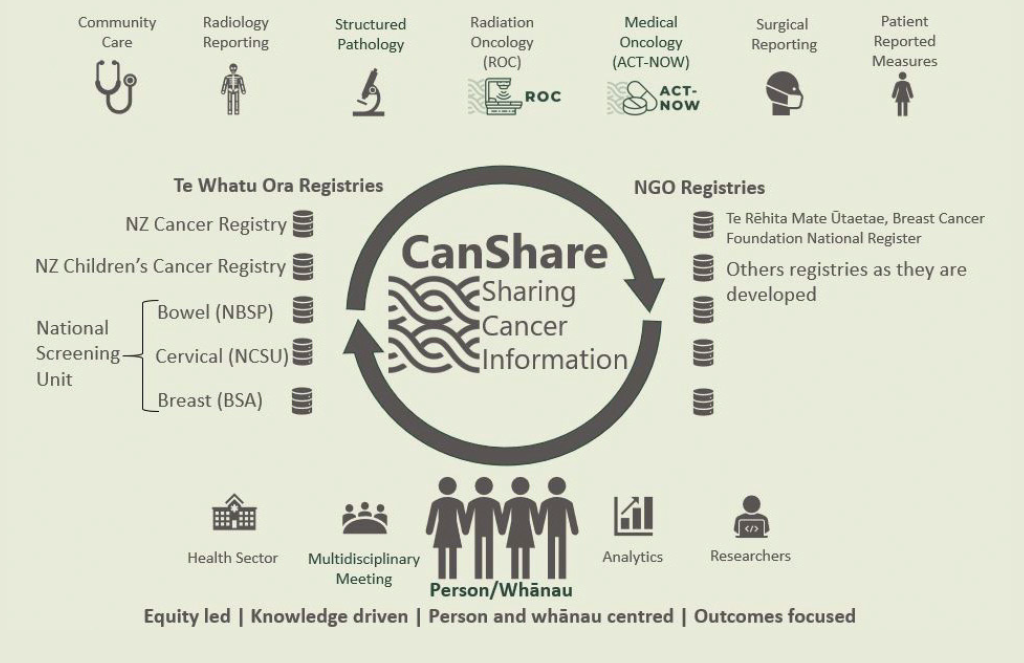 Community
Care
Radiology
Reporting
Structured
Pathology
Radiation
Oncology
(ROC)
ROC
Medical
Oncology
(ACT-NOW)
ACT-
NOW
Surgical
Reporting
Patient
Reported
Measures
Te Whatu Ora Registries
NZ Cancer Registry
NZ Children's Cancer Registry
National
Screening
Unit
Bowel (NBSP)
Cervical (NCSU)
Breast (BSA)
CanShare
Sharing
Cancer
Information
NGO Registries
Te Rēhita Mate Ūtaetae, Breast Cancer
Foundation National Register
Others registries as they are
developed
Health Sector
Multidisciplinary
Meeting
Person/Whānau
Analytics
</>
Researchers
Equity led | Knowledge driven | Person and whānau centred | Outcomes focused